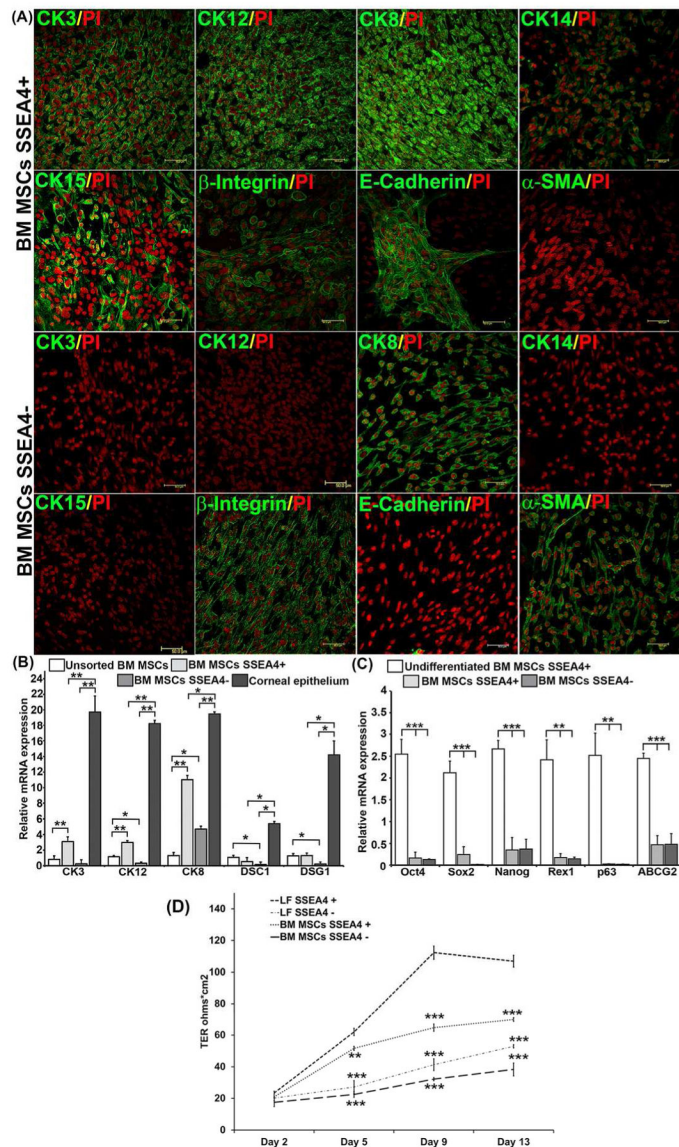 (A)
CK3/PI CK12/PI CK8/PI CK14/PI
BM MSCs SSEA4+
CK15/PI β-Integrin/PI E-Cadherin/PI α-SMA/PI
CK3/PI CK12/PI CK8/PI CK14/PI
BM MSCs SSEA4-
50.0 µm
CK15/PI β-Integrin/PI E-Cadherin/PI α-SMA/PI
50.0 µm
(B)
Unsorted BM MSCs BM MSCs SSEA4+
BM MSCs SSEA4- Corneal epithelium
Relative mRNA expression
22
20
18
16
14
12
10
8
6
4
2
0
** ** ** ** * ** * ** * ** * ** * * * * * *
CK3 CK12 CK8 DSC1 DSG1
(C)
Undifferentiated BM MSCs SSEA4+
BM MSCs SSEA4+ BM MSCs SSEA4-
Relative mRNA expression
3
2.5
2
1.5
1
0.5
0
*** *** *** ** ** ***
Oct4 Sox2 Nanog Rex1 p63 ABCG2
(D)
LF SSEA4 +
LF SSEA4 -
BM MSCs SSEA4 +
BM MSCs SSEA4 -
TER ohms*cm2
140
120
100
80
60
40
20
0
*** ***
** *** ***
*** *** ***
***
Day 2 Day 5 Day 9 Day 13